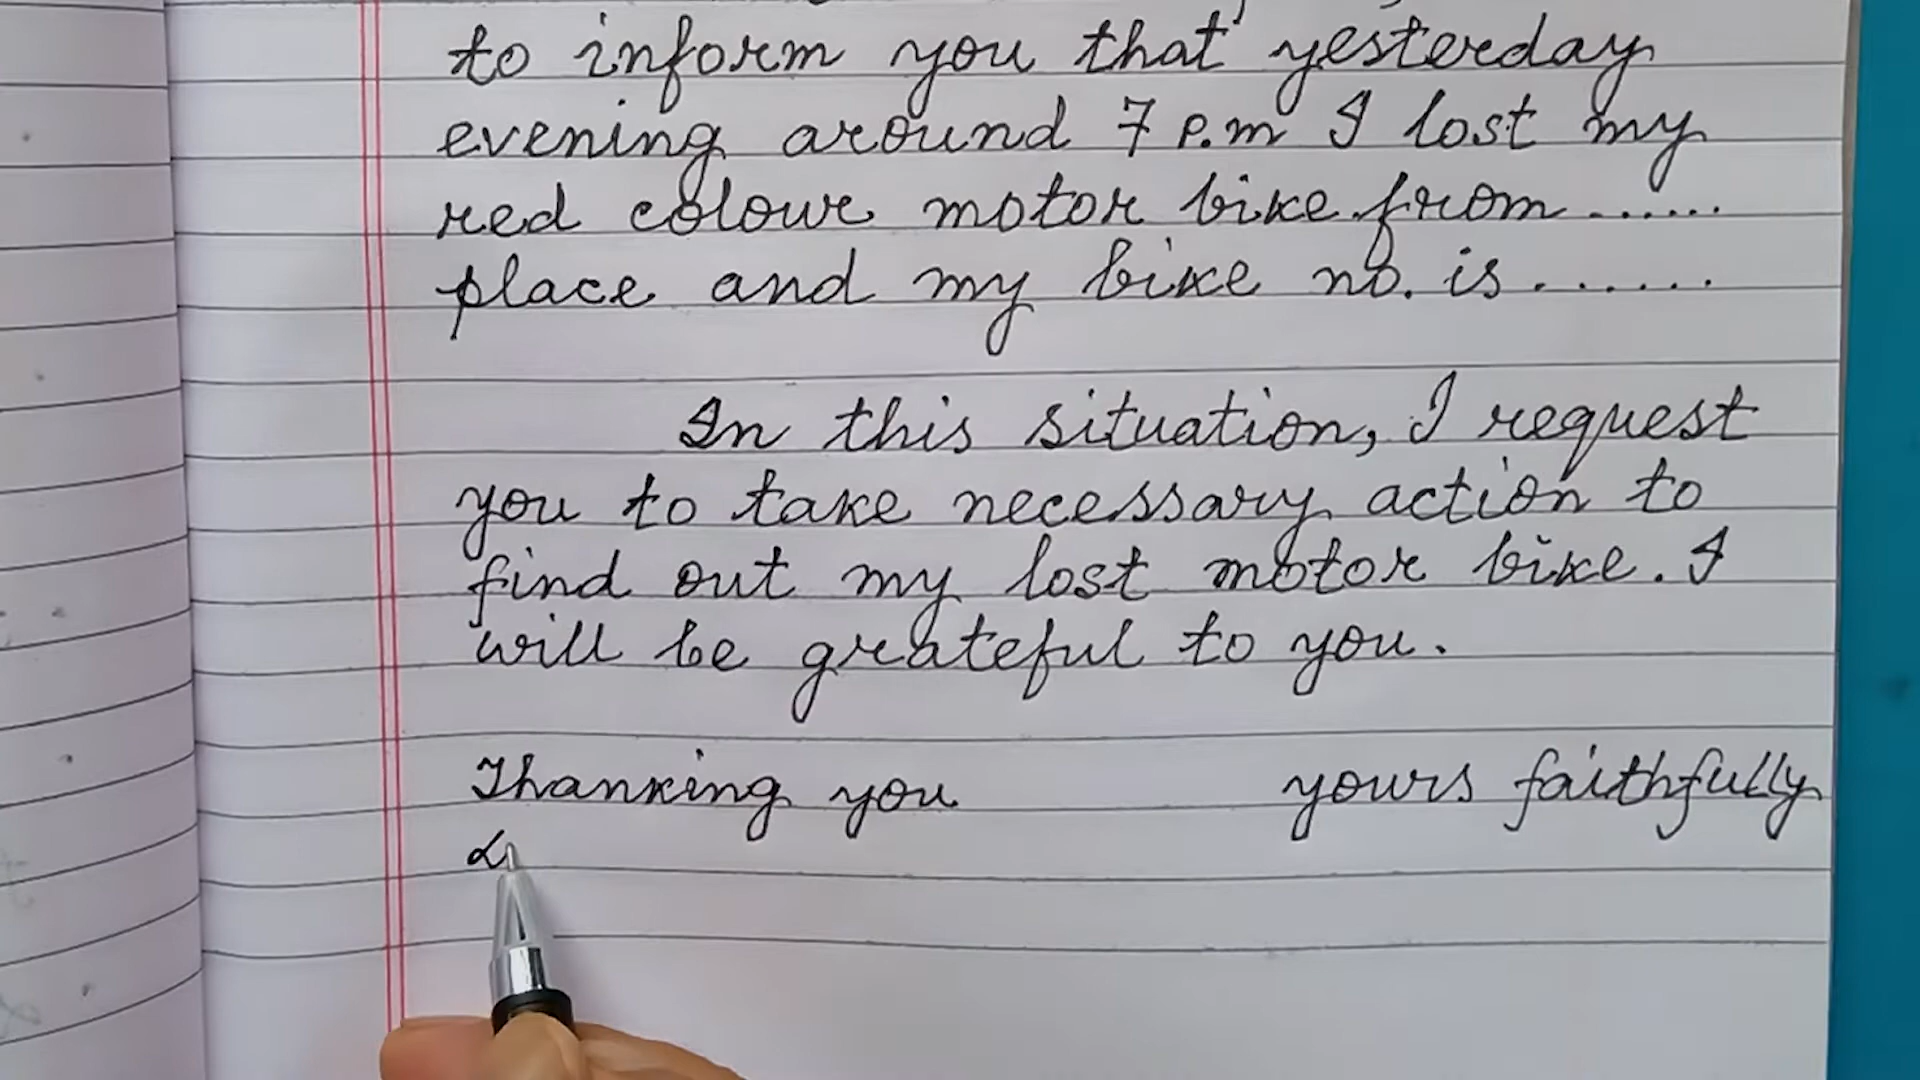 to inform you that yesterday
evening around 7 P.m I lost my
red colour motor bike from ......
place and my bike no. is ......
In this situation, I request
you to take necessary action to
find out my lost motor bike. I
will be grateful to you.
Thanking you yours faithfully